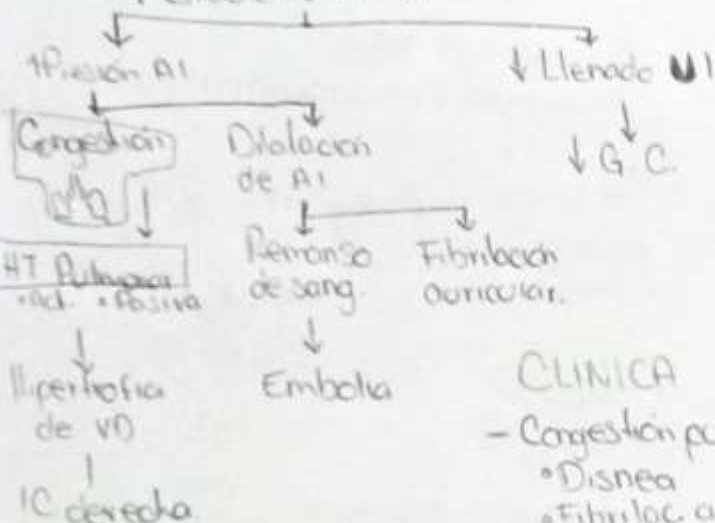 ↑Presión AI
↓ Llenado VI
Congestión
Dilatación
de AI
↓ G.C.
HT Pulmonar
•Act. •Pasiva
Remanso
de sang.
Fibrilación
auricular.
Hipertrofia
de VD
Embolia
IC derecha
CLINICA
- Congestión
•Disnea
•Fibrilac.